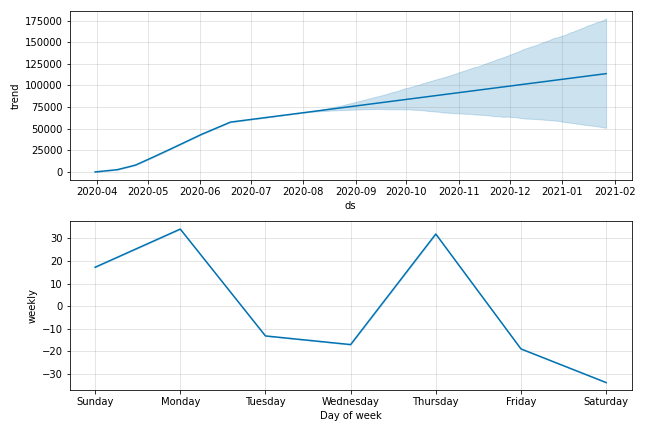 175000
150000
125000
100000
75000
50000
25000
0
trend
2020-04 2020-05 2020-06 2020-07 2020-08 2020-09 2020-10 2020-11 2020-12 2021-01 2021-02
ds
30
20
10
0
−10
−20
−30
weekly
Sunday Monday Tuesday Wednesday Thursday Friday Saturday
Day of week